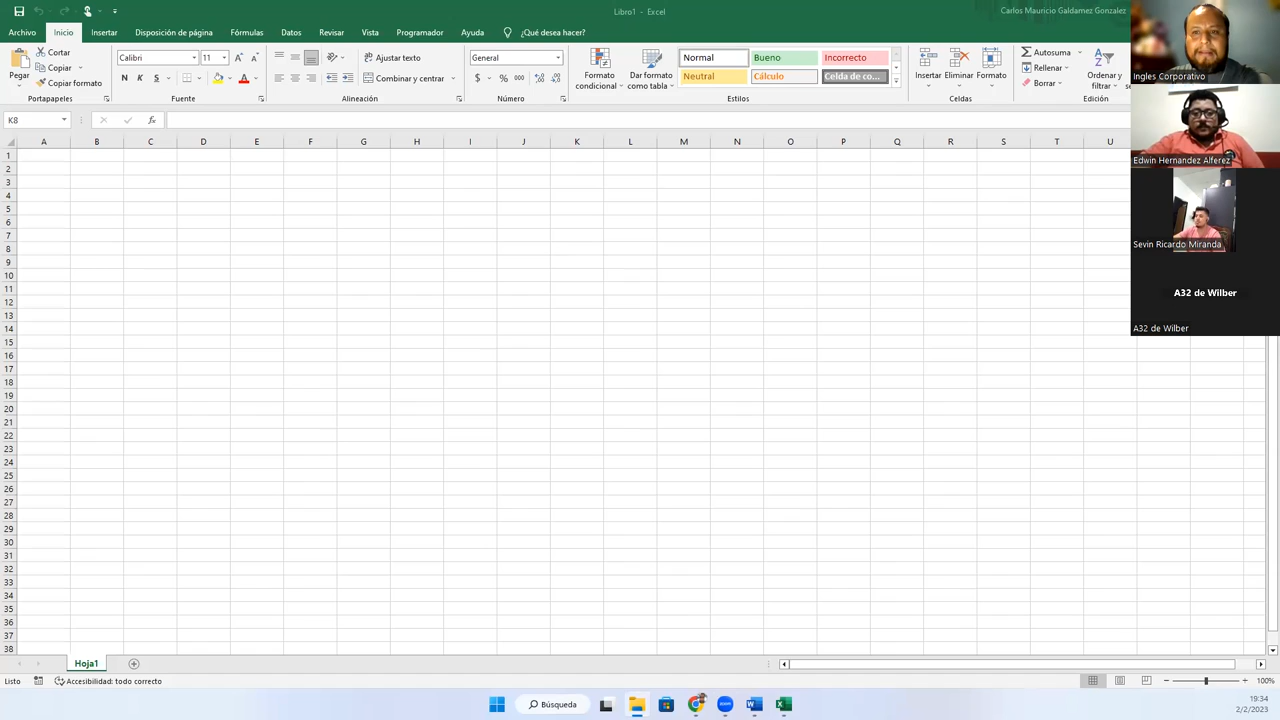 Libro1 - Excel
Carlos Mauricio Galdamez Gonzalez
Archivo Inicio Insertar Disposición de página Fórmulas Datos Revisar Vista Programador Ayuda ¿Qué desea hacer?
Pegar
Cortar
Copiar
Copiar formato
Portapapeles
Calibri 11
N K S
Fuente
Ajustar texto
Combinar y centrar
Alineación
General
% 000
Número
Formato condicional
Dar formato como tabla
Normal Bueno Incorrecto
Neutral Cálculo Celda de co...
Estilos
Insertar Eliminar Formato
Celdas
Autosuma
Rellenar
Borrar
Ordenar y filtrar
Edición
K8
fx
A B C D E F G H I J K L M N O P Q R S T U
1
2
3
4
5
6
7
8
9
10
11
12
13
14
15
16
17
18
19
20
21
22
23
24
25
26
27
28
29
30
31
32
33
34
35
36
37
38
Ingles Corporativo
Edwin Hernandez Alferez
Sevin Ricardo Miranda
A32 de Wilber
A32 de Wilber
Hoja1
Listo
Accesibilidad: todo correcto
100%
Búsqueda
zoom
19:34
2/2/2023